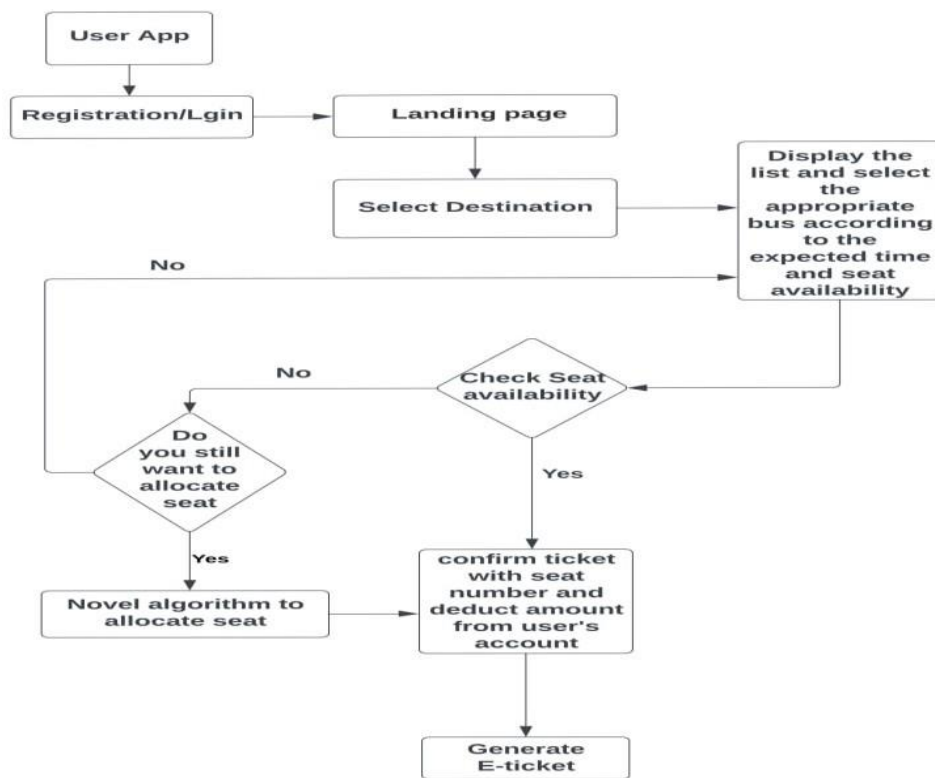 User App
Registration/Lgin
Landing page
Display the
list and select
the
appropriate
bus according
to the
expected time
and seat
availability
Select Destination
No
No
Check Seat
availability
Do
you still
want to
allocate
seat
Yes
Yes
confirm ticket
with seat
number and
deduct amount
from user's
account
Novel algorithm to
allocate seat
Generate
E-ticket